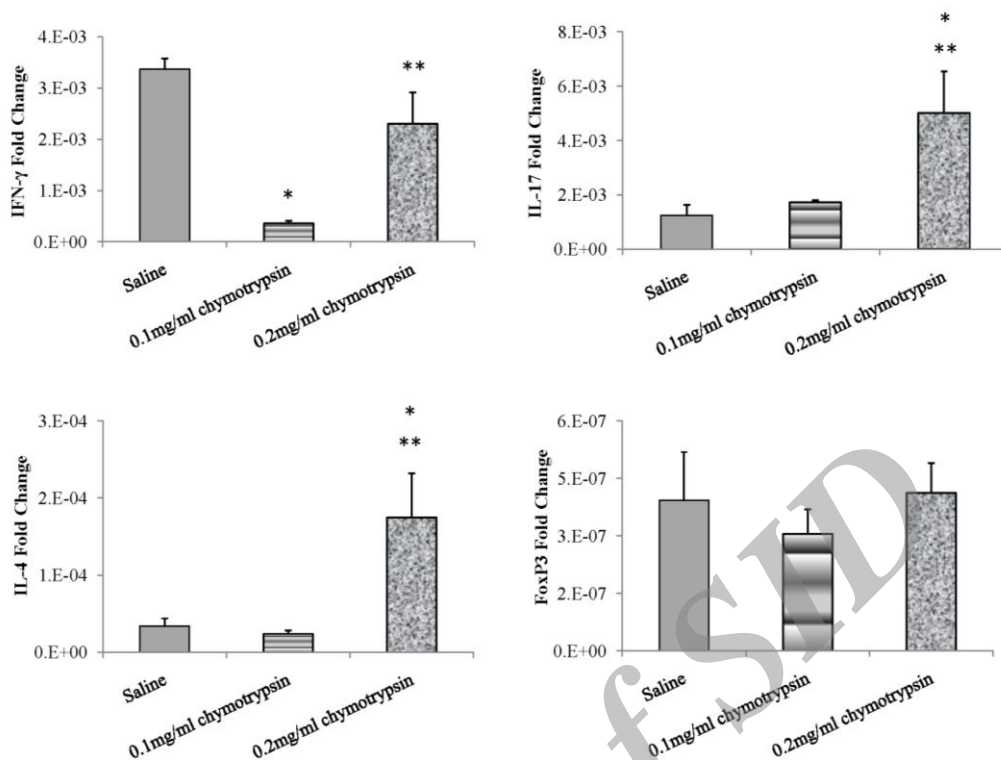 4.E-03
3.E-03
2.E-03
1.E-03
0.E+00
IFN-γ Fold Change
*
**
Saline
0.1mg/ml chymotrypsin
0.2mg/ml chymotrypsin
8.E-03
6.E-03
4.E-03
2.E-03
0.E+00
IL-17 Fold Change
*
**
Saline
0.1mg/ml chymotrypsin
0.2mg/ml chymotrypsin
3.E-04
2.E-04
1.E-04
0.E+00
IL-4 Fold Change
*
**
Saline
0.1mg/ml chymotrypsin
0.2mg/ml chymotrypsin
6.E-07
5.E-07
3.E-07
2.E-07
0.E+00
FoxP3 Fold Change
Saline
0.1mg/ml chymotrypsin
0.2mg/ml chymotrypsin
f SID